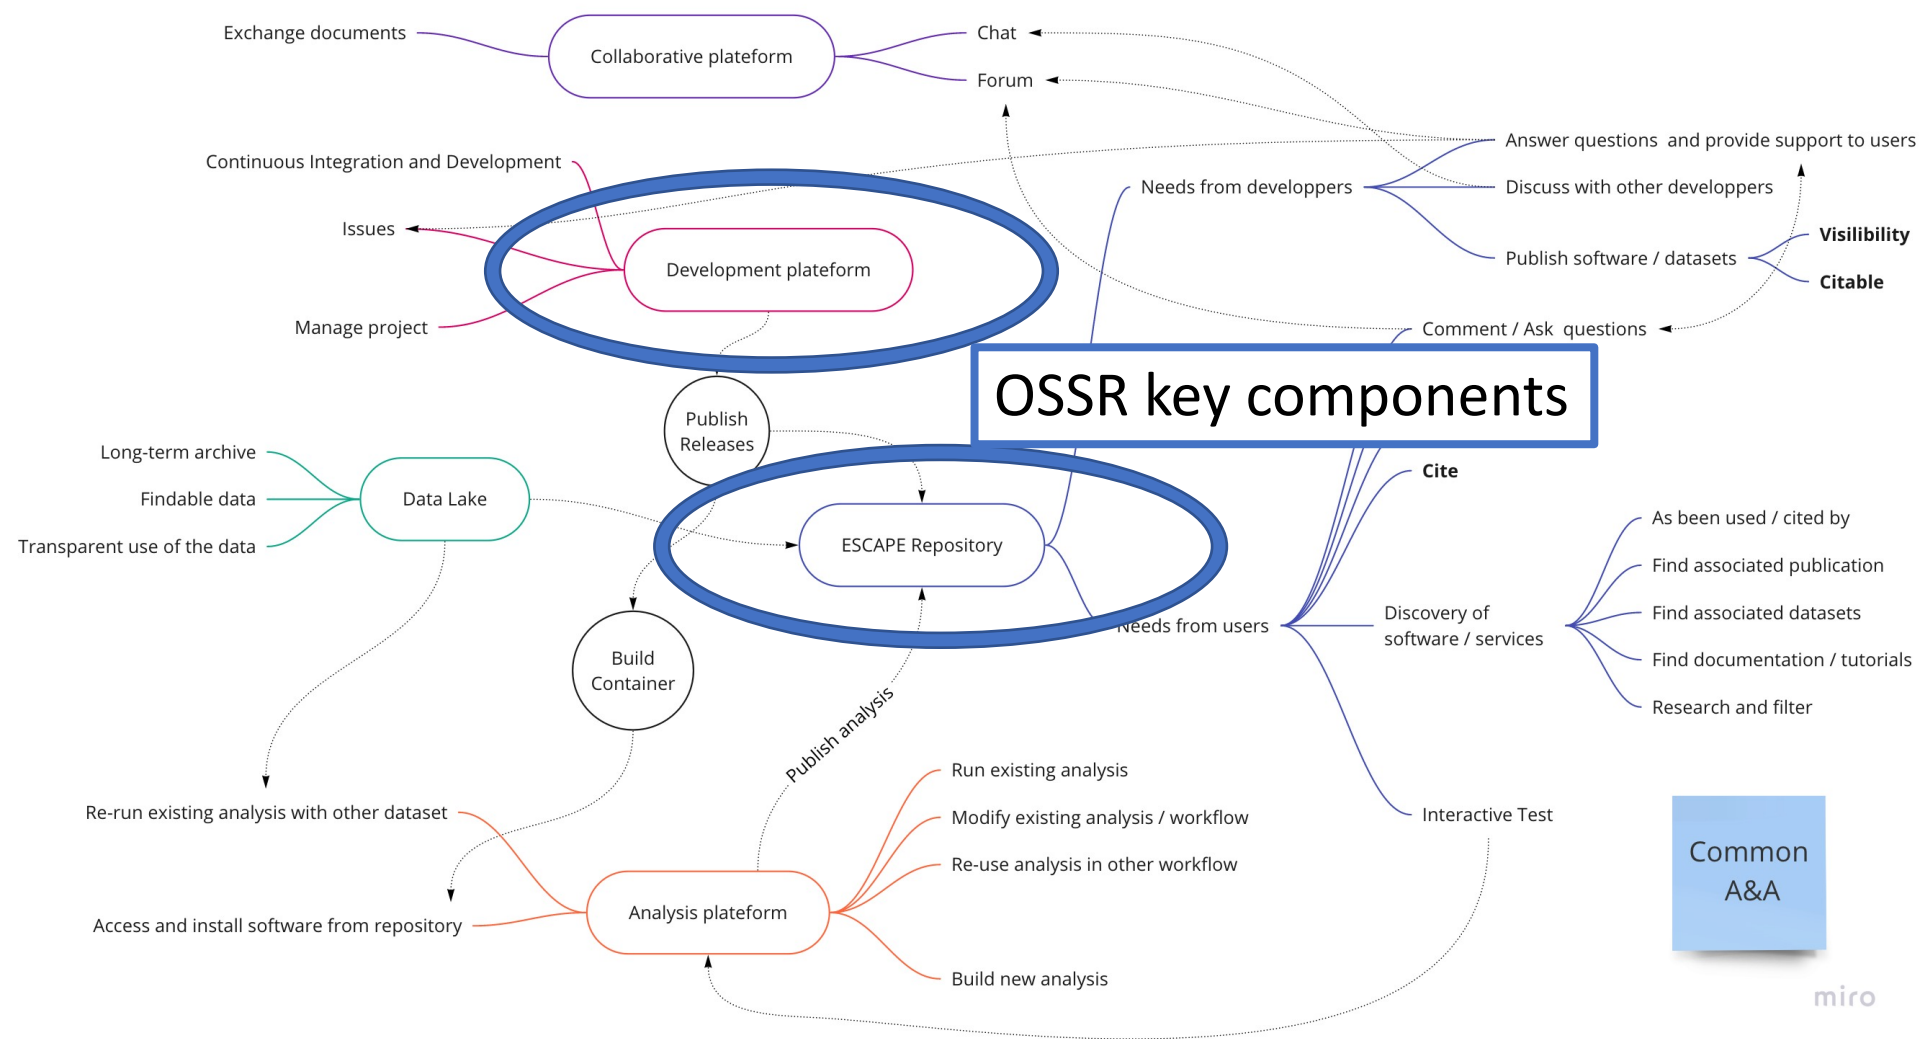 Exchange documents
Collaborative plateform
Chat
Forum
Continuous Integration and Development
Issues
Development plateform
Manage project
Needs from developpers
Answer questions  and provide support to users
Discuss with other developpers
Publish software / datasets
Visilibility
Citable
Comment / Ask  questions
OSSR key components
Publish
Releases
Cite
Long-term archive
Findable data
Transparent use of the data
Data Lake
ESCAPE Repository
Needs from users
Discovery of
software / services
As been used / cited by
Find associated publication
Find associated datasets
Find documentation / tutorials
Research and filter
Build
Container
Publish analysis
Re-run existing analysis with other dataset
Access and install software from repository
Analysis plateform
Run existing analysis
Modify existing analysis / workflow
Re-use analysis in other workflow
Build new analysis
Interactive Test
Common
A&A
miro